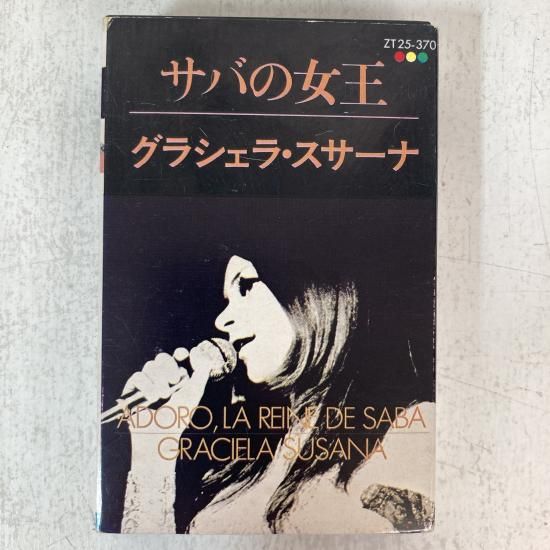 ZT25-370
サバの女王
グラシェラ・スサーナ
ADORO, LA REINE DE SABA
GRACIELA SUSANA